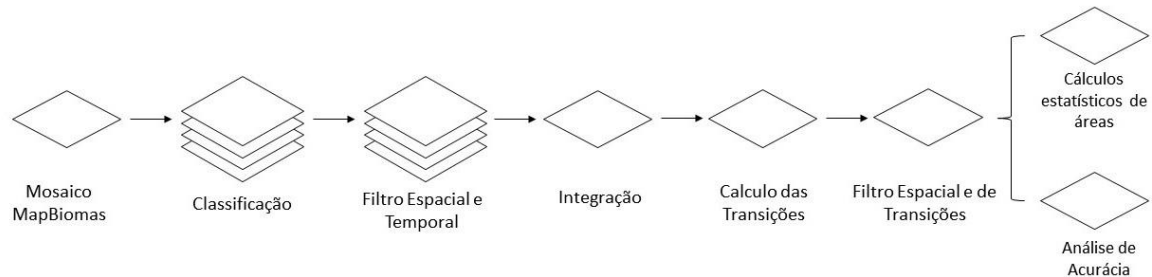 Mosaico
MapBiomas
Classificação
Filtro Espacial e
Temporal
Integração
Calculo das
Transições
Filtro Espacial e de
Transições
Cálculos
estatísticos de
áreas
Análise de
Acurácia